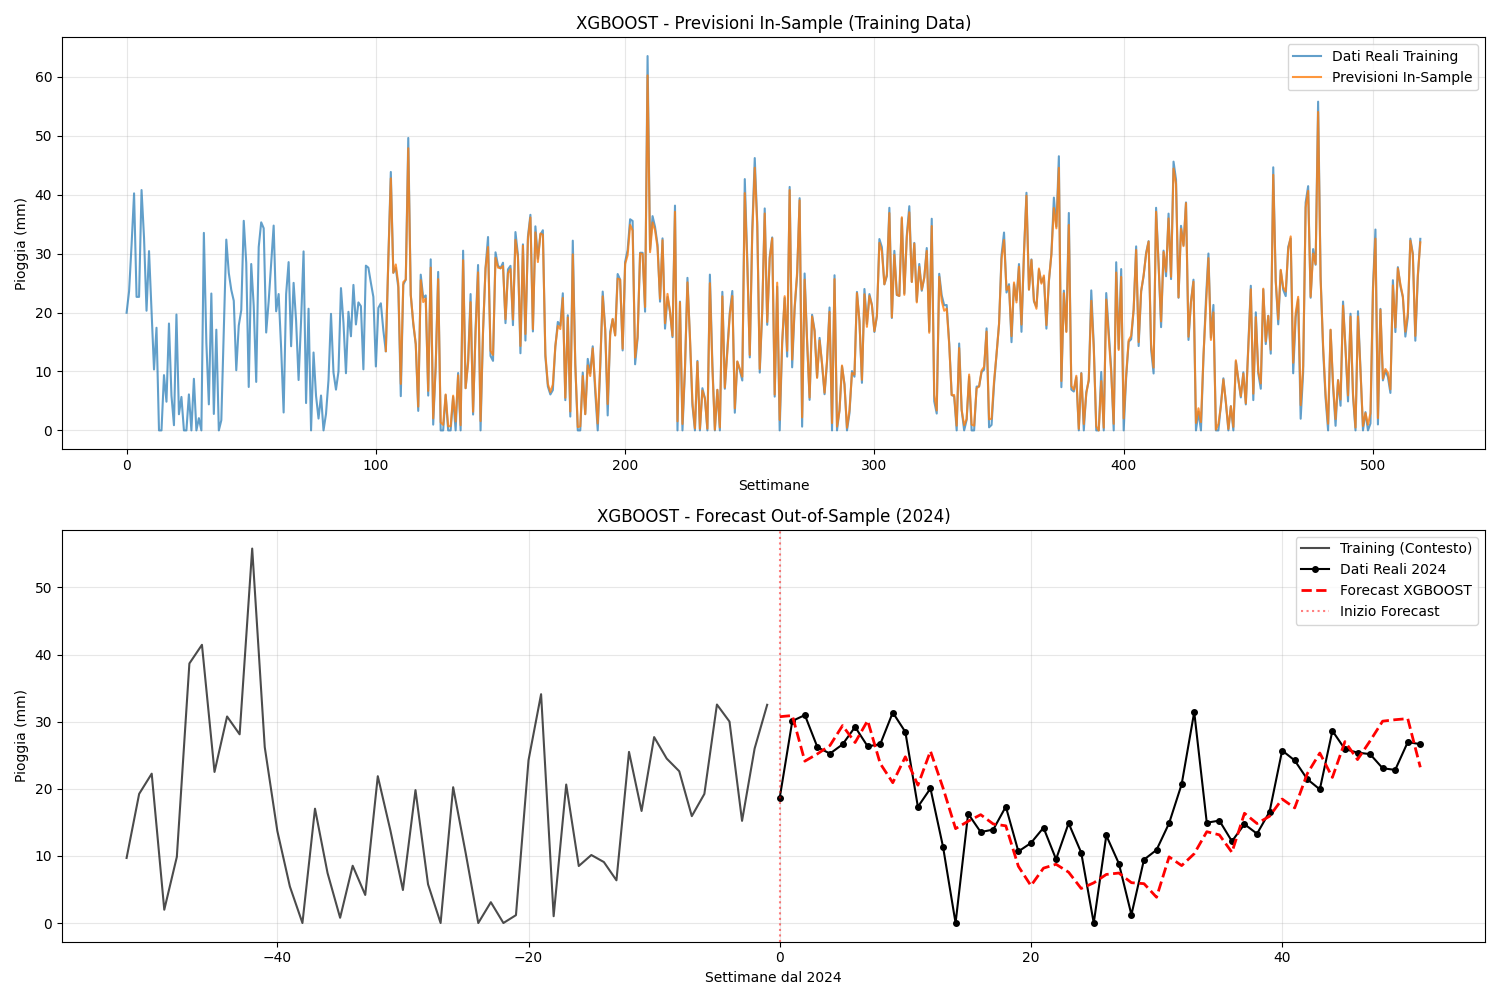 XGBOOST - Previsioni In-Sample (Training Data)
Pioggia (mm)
60
50
40
30
20
10
0
Dati Reali Training
Previsioni In-Sample
0 100 200 300 400 500
Settimane
XGBOOST - Forecast Out-of-Sample (2024)
Pioggia (mm)
50
40
30
20
10
0
Training (Contesto)
Dati Reali 2024
Forecast XGBOOST
Inizio Forecast
−40 −20 0 20 40
Settimane dal 2024